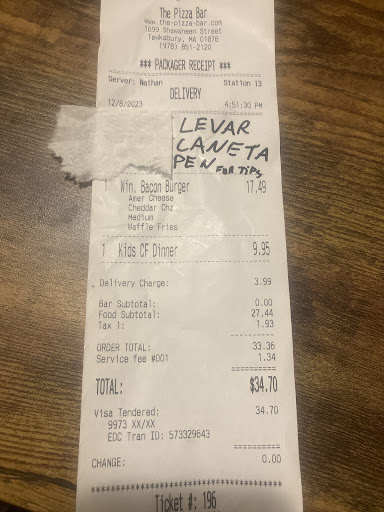 The Pizza Bar
www.the-pizza-bar.com
1699 Shawsheen Street
Tewksbury, MA 01876
(978) 851-2120
### PACKAGER RECEIPT ###
Server: Nathan Station 13
DELIVERY
12/8/2023 4:51:30 PM
LEVAR
CANETA
PEN FOR TIPS
1 Win. Bacon Burger 17.49
Amer Cheese
Cheddar Chz
Medium
Waffle Fries
1 Kids CF Dinner 9.95
Delivery Charge: 3.99
Bar Subtotal: 0.00
Food Subtotal: 27.44
Tax 1: 1.93
ORDER TOTAL: 33.36
Service fee #001 1.34
TOTAL: $34.70
Visa Tendered: 34.70
9973 XX/XX
EDC Tran ID: 573329643
CHANGE: 0.00
Ticket #: 196